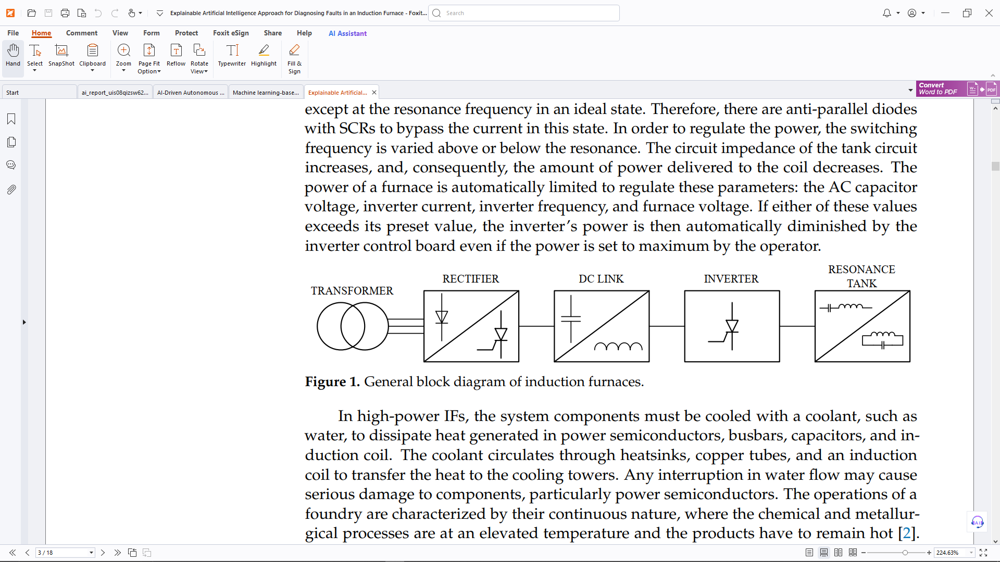 Explainable Artificial Intelligence Approach for Diagnosing Faults in an Induction Furnace - Foxit...
Search
File Home Comment View Form Protect Foxit eSign Share Help AI Assistant
Hand Select SnapShot Clipboard Zoom Page Fit Option Reflow Rotate View Typewriter Highlight Fill & Sign
Start ai_report_uis08qizsw62... AI-Driven Autonomous ... Machine learning-base... Explainable Artificial...
Convert
Word to PDF
PDF
except at the resonance frequency in an ideal state. Therefore, there are anti-parallel diodes
with SCRs to bypass the current in this state. In order to regulate the power, the switching
frequency is varied above or below the resonance. The circuit impedance of the tank circuit
increases, and, consequently, the amount of power delivered to the coil decreases. The
power of a furnace is automatically limited to regulate these parameters: the AC capacitor
voltage, inverter current, inverter frequency, and furnace voltage. If either of these values
exceeds its preset value, the inverter's power is then automatically diminished by the
inverter control board even if the power is set to maximum by the operator.
TRANSFORMER
RECTIFIER
DC LINK
INVERTER
RESONANCE
TANK
Figure 1. General block diagram of induction furnaces.
In high-power IFs, the system components must be cooled with a coolant, such as
water, to dissipate heat generated in power semiconductors, busbars, capacitors, and in-
duction coil. The coolant circulates through heatsinks, copper tubes, and an induction
coil to transfer the heat to the cooling towers. Any interruption in water flow may cause
serious damage to components, particularly power semiconductors. The operations of a
foundry are characterized by their continuous nature, where the chemical and metallur-
gical processes are at an elevated temperature and the products have to remain hot [2].
AI
3 / 18
224.63%